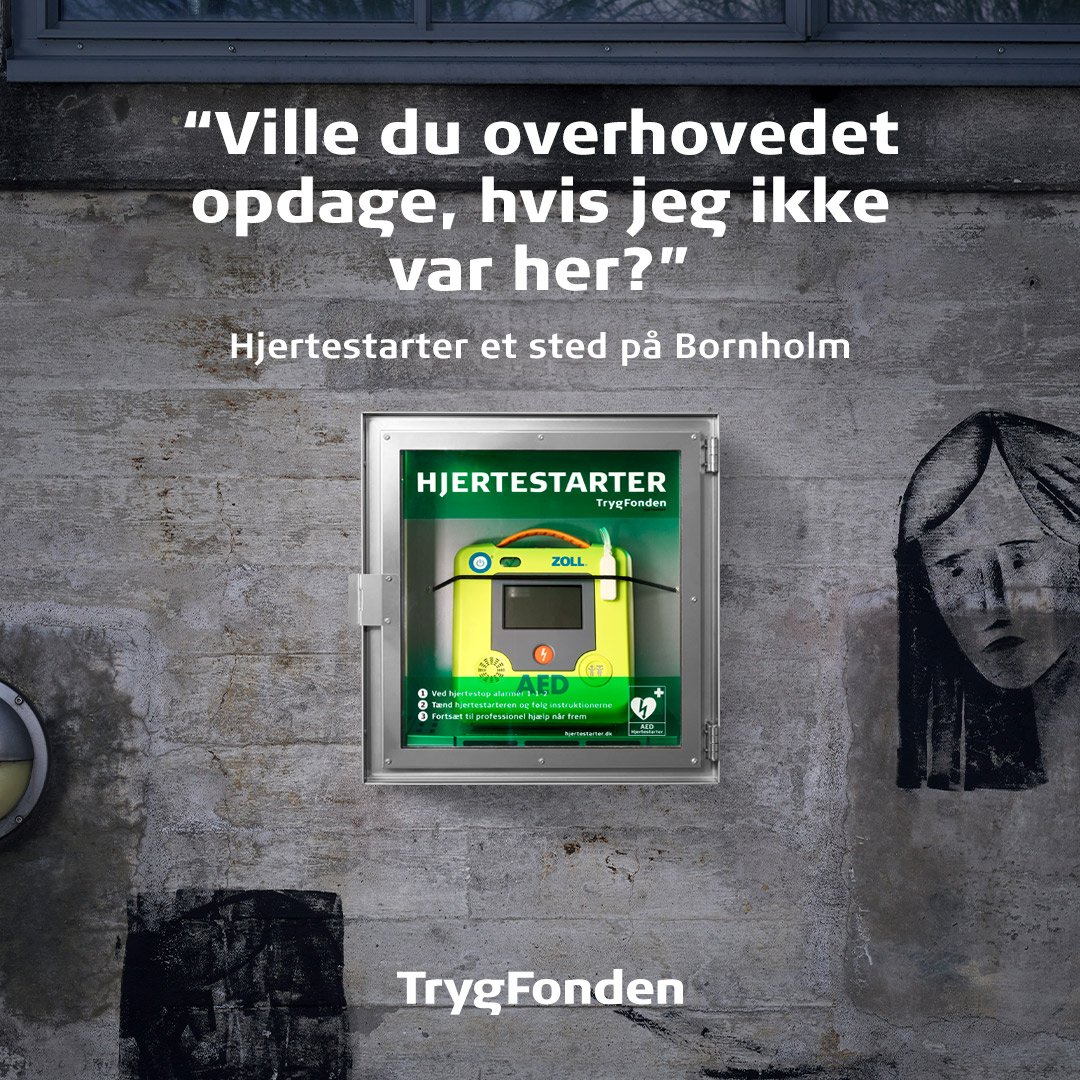 “Ville du overhovedet
opdage, hvis jeg ikke
var her?”
Hjertestarter et sted på Bornholm
HJERTESTARTER
TrygFonden
ZOLL
AED
1 Ved hjertestop alarmér 1-1-2
2 Tænd hjertestarteren og følg instruktionerne
3 Fortsæt til professionel hjælp når frem
AED
Hjertestarter
hjertestarter.dk
TrygFonden